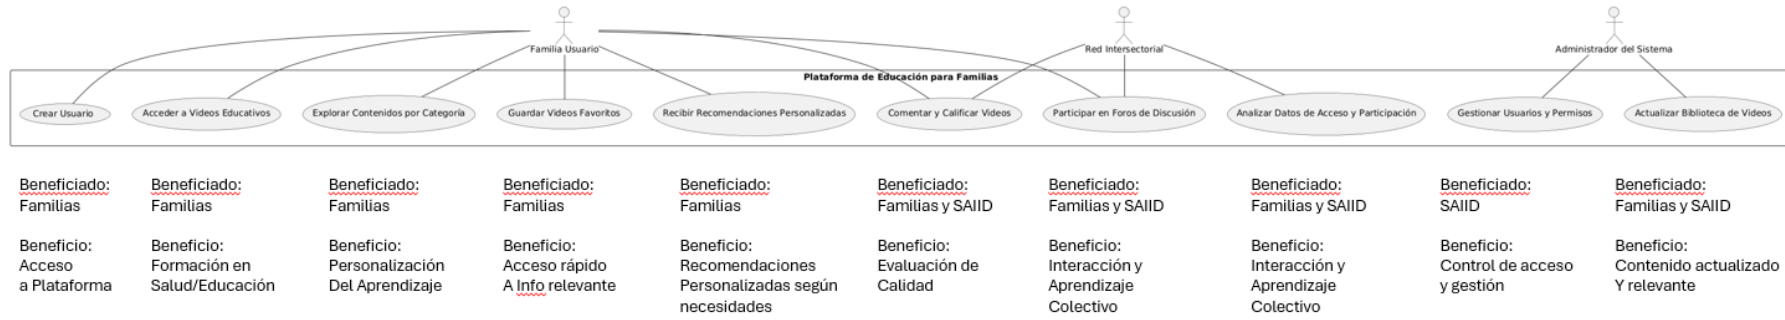 Familia Usuario
Red Intersectorial
Administrador del Sistema
Plataforma de Educación para Familias
Crear Usuario
Acceder a Videos Educativos
Explorar Contenidos por Categoría
Guardar Videos Favoritos
Recibir Recomendaciones Personalizadas
Comentar y Calificar Videos
Participar en Foros de Discusión
Analizar Datos de Acceso y Participación
Gestionar Usuarios y Permisos
Actualizar Biblioteca de Videos
Beneficiado:
Familias
Beneficio:
Acceso
a Plataforma
Beneficiado:
Familias
Beneficio:
Formación en
Salud/Educación
Beneficiado:
Familias
Beneficio:
Personalización
Del Aprendizaje
Beneficiado:
Familias
Beneficio:
Acceso rápido
A Info relevante
Beneficiado:
Familias
Beneficio:
Recomendaciones
Personalizadas según
necesidades
Beneficiado:
Familias y SAIID
Beneficio:
Evaluación de
Calidad
Beneficiado:
Familias y SAIID
Beneficio:
Interacción y
Aprendizaje
Colectivo
Beneficiado:
Familias y SAIID
Beneficio:
Interacción y
Aprendizaje
Colectivo
Beneficiado:
SAIID
Beneficio:
Control de acceso
y gestión
Beneficiado:
Familias y SAIID
Beneficio:
Contenido actualizado
Y relevante